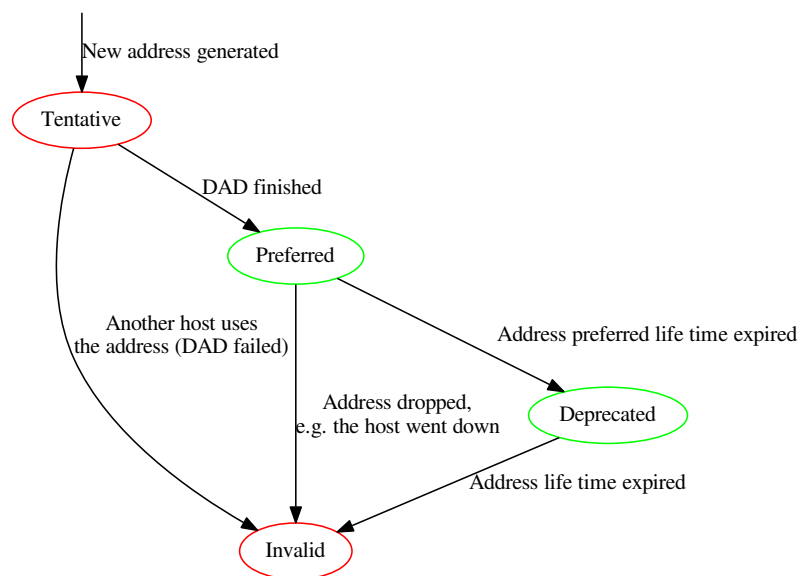 New address generated
Tentative
DAD finished
Preferred
Another host uses
the address (DAD failed)
Address preferred life time expired
Address dropped,
e.g. the host went down
Deprecated
Address life time expired
Invalid